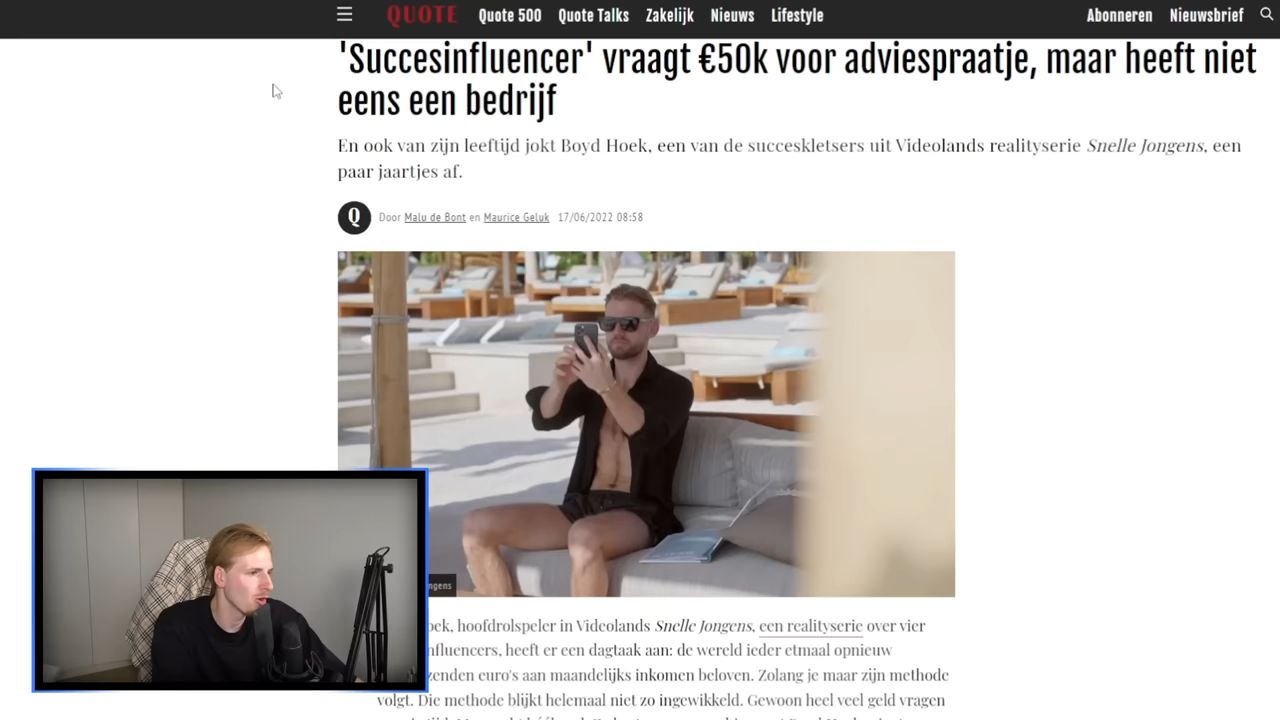 QUOTE Quote 500 Quote Talks Zakelijk Nieuws Lifestyle Abonneren Nieuwsbrief
'Succesinfluencer' vraagt €50k voor adviespraatje, maar heeft niet
eens een bedrijf
En ook van zijn leeftijd jokt Boyd Hoek, een van de succeskletsers uit Videolands realityserie Snelle Jongens, een
paar jaartjes af.
Q Door Malu de Bont en Maurice Geluk 17/06/2022 08:58
ngens
oek, hoofdrolspeler in Videolands Snelle Jongens, een realityserie over vier
nfluencers, heeft er een dagtaak aan: de wereld ieder etmaal opnieuw
zenden euro's aan maandelijks inkomen beloven. Zolang je maar zijn methode
volgt. Die methode blijkt helemaal niet zo ingewikkeld. Gewoon heel veel geld vragen